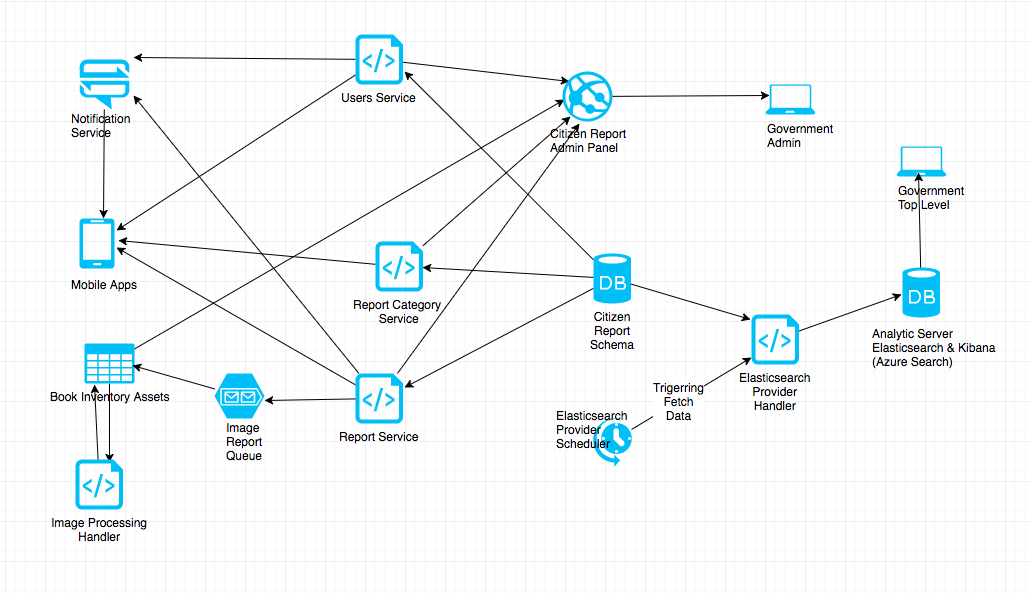 </>
Users Service
Notification
Service
Citizen Report
Admin Panel
Government
Admin
Government
Top Level
Mobile Apps
</>
Report Category
Service
DB
Citizen
Report
Schema
DB
Analytic Server
Elasticsearch & Kibana
(Azure Search)
</>
Elasticsearch
Provider
Handler
Book Inventory Assets
Image
Report
Queue
</>
Report Service
Trigerring
Fetch
Data
Elasticsearch
Provider
Scheduler
</>
Image Processing
Handler